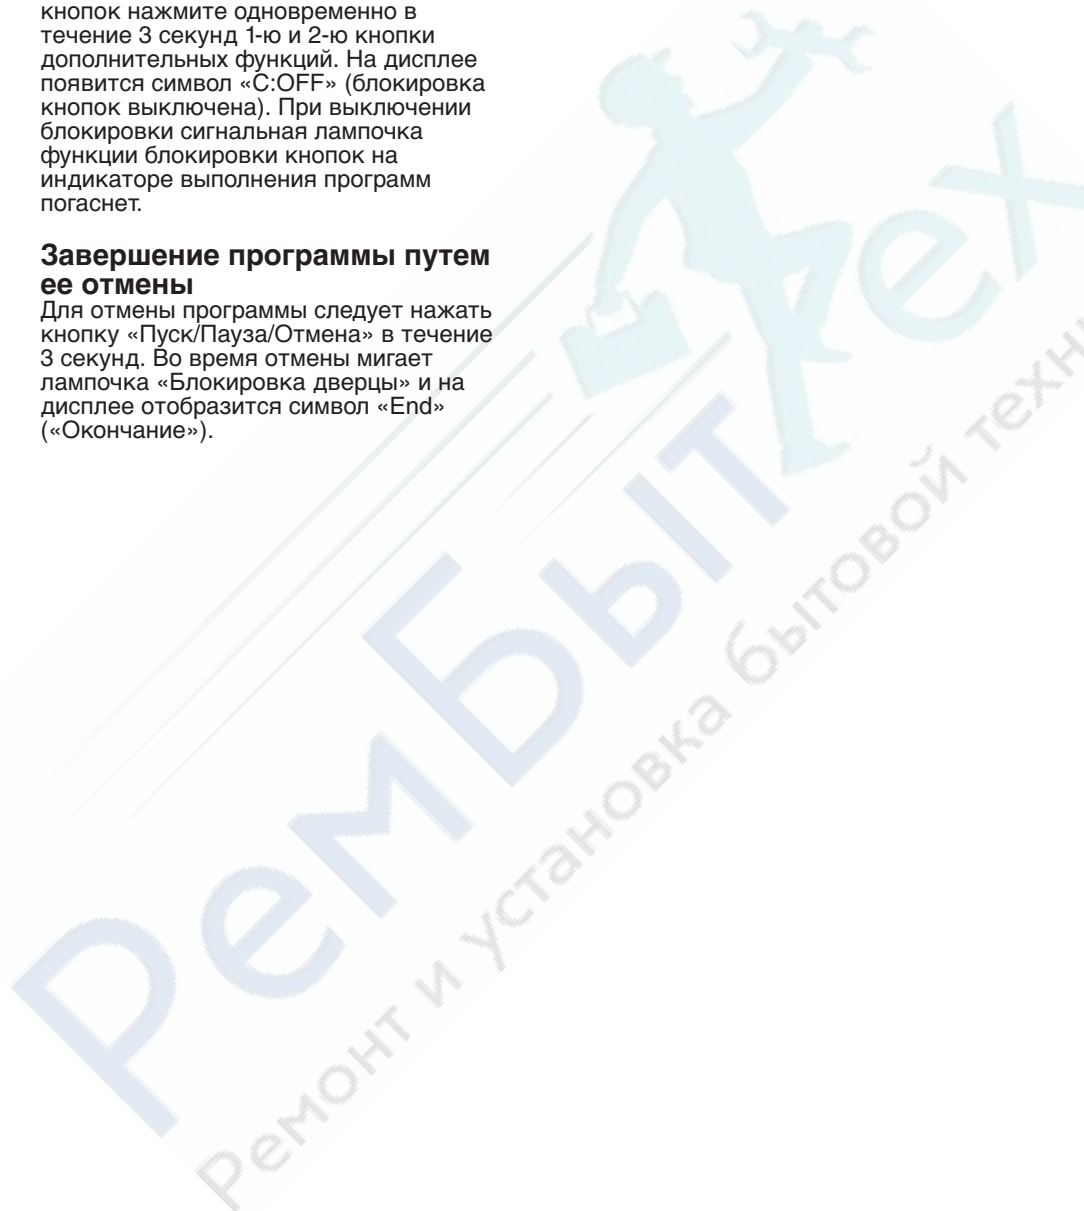 кнопок нажмите одновременно в
течение 3 секунд 1-ю и 2-ю кнопки
дополнительных функций. На дисплее
появится символ «C:OFF» (блокировка
кнопок выключена). При выключении
блокировки сигнальная лампочка
функции блокировки кнопок на
индикаторе выполнения программ
погаснет.
Завершение программы путем
ее отмены
Для отмены программы следует нажать
кнопку «Пуск/Пауза/Отмена» в течение
3 секунд. Во время отмены мигает
лампочка «Блокировка дверцы» и на
дисплее отобразится символ «End»
(«Окончание»).
РемБыт
Ремонт и установка бытовой